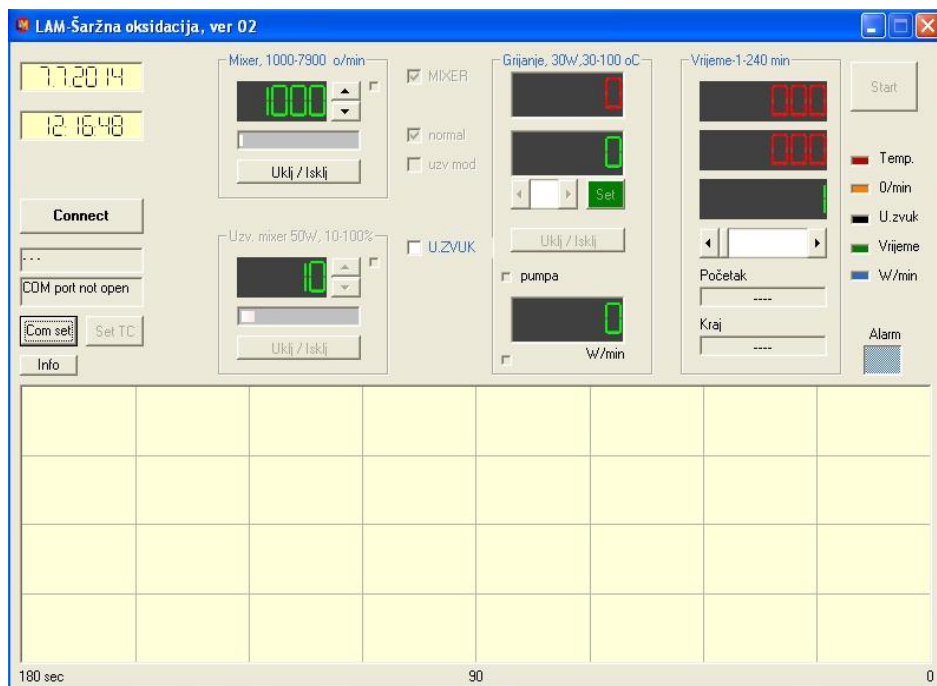 LAM-Šaržna oksidacija, ver 02
7.7.2014
12:16:48
Connect
---
COM port not open
Com set
Set TC
Info
Mixer, 1000-7900 o/min
1000
Uklj / Isklj
Uzv. mixer 50W, 10-100%
10
Uklj / Isklj
MIXER
normal
uzv mod
U.ZVUK
Grijanje, 30W,30-100 oC
0
0
Set
Uklj / Isklj
pumpa
0
W/min
Vrijeme-1-240 min
000
000
1
Početak
----
Kraj
----
Start
Temp.
O/min
U.zvuk
Vrijeme
W/min
Alarm
180 sec
90
0